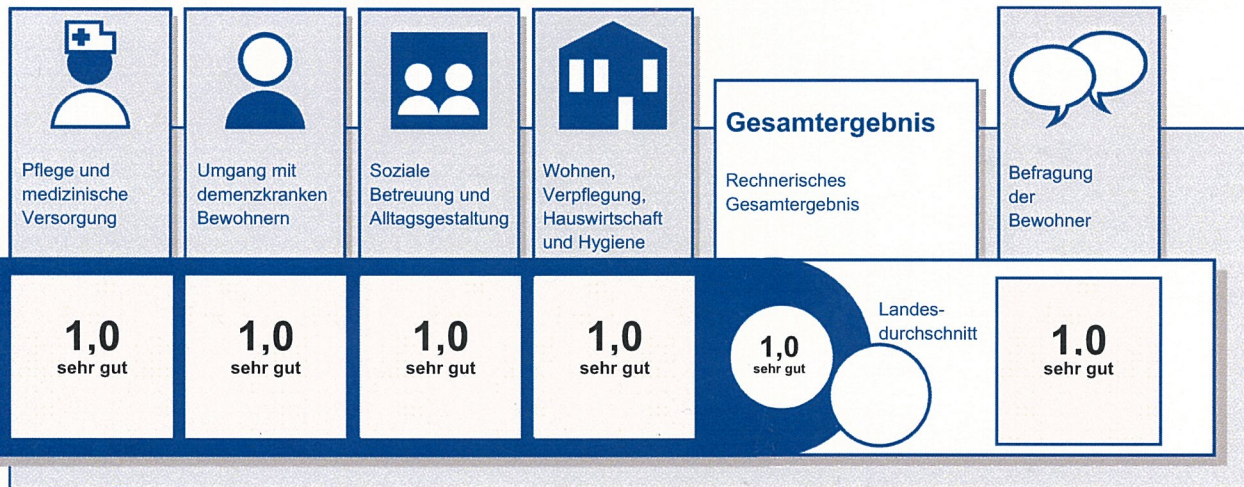 Pflege und
medizinische
Versorgung
Umgang mit
demenzkranken
Bewohnern
Soziale
Betreuung und
Alltagsgestaltung
Wohnen,
Verpflegung,
Hauswirtschaft
und Hygiene
Gesamtergebnis
Rechnerisches
Gesamtergebnis
Befragung
der
Bewohner
1,0
sehr gut
1,0
sehr gut
1,0
sehr gut
1,0
sehr gut
1,0
sehr gut
Landes-
durchschnitt
1,0
sehr gut